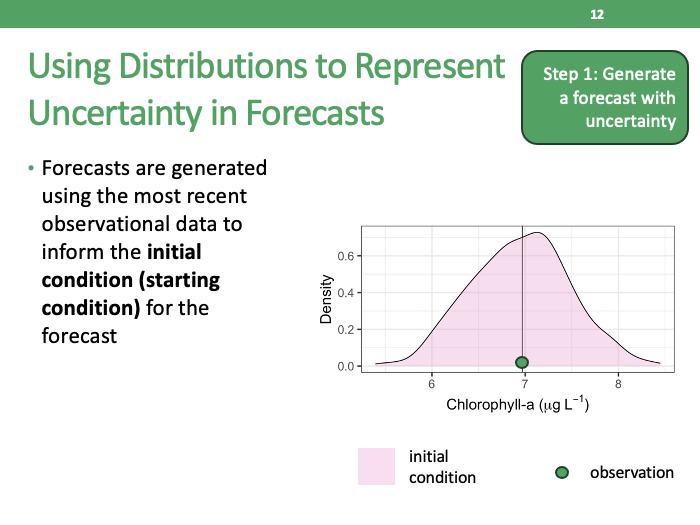 12
Using Distributions to Represent
Uncertainty in Forecasts
Step 1: Generate
a forecast with
uncertainty
• Forecasts are generated
using the most recent
observational data to
inform the initial
condition (starting
condition) for the
forecast
Density
0.6
0.4
0.2
0.0
6 7 8
Chlorophyll-a (μg L⁻¹)
initial
condition
observation